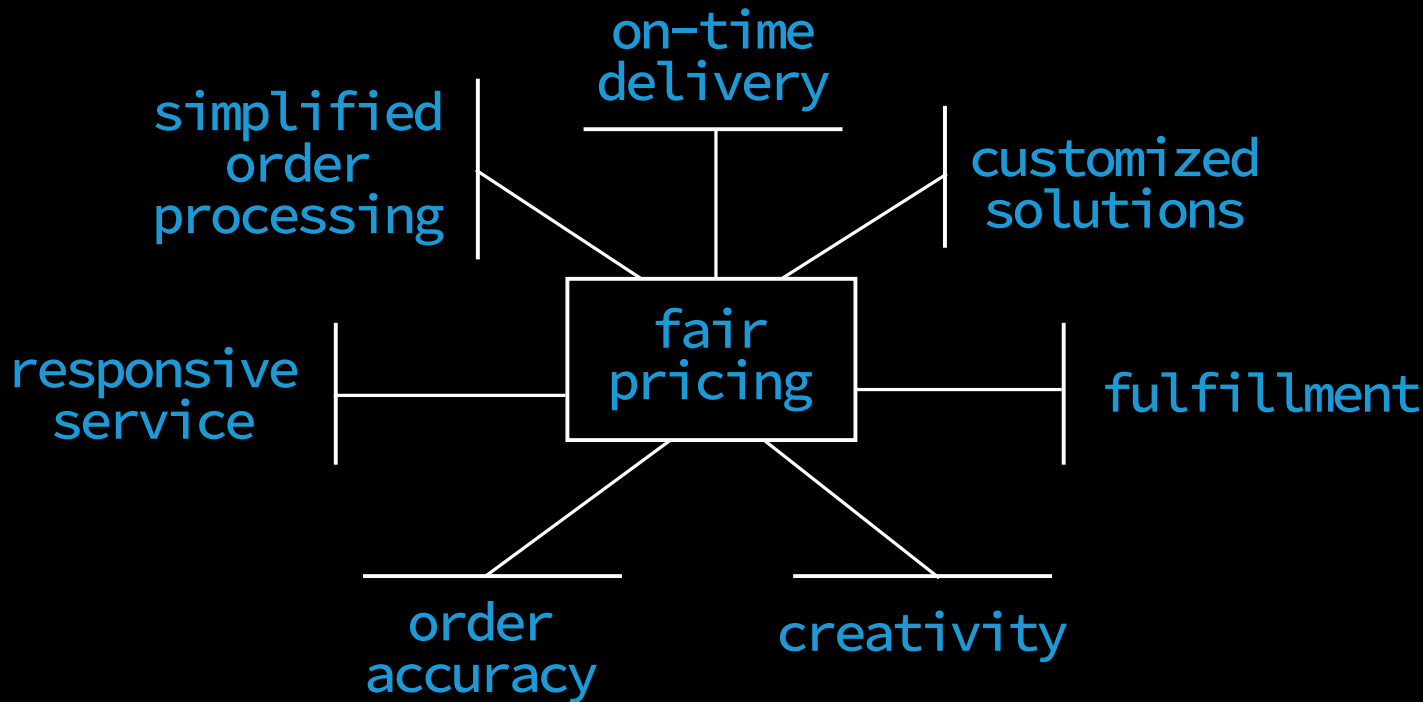 on-time
delivery
simplified
order
processing
customized
solutions
fair
pricing
responsive
service
fulfillment
order
accuracy
creativity